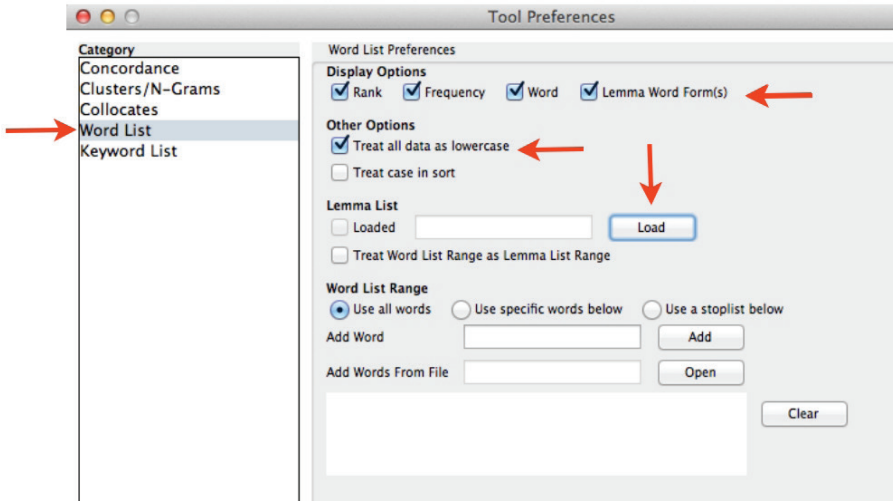 Tool Preferences
Category
Concordance
Clusters/N-Grams
Collocates
Word List
Keyword List
Word List Preferences
Display Options
Rank Frequency Word Lemma Word Form(s)
Other Options
Treat all data as lowercase
Treat case in sort
Lemma List
Loaded Load
Treat Word List Range as Lemma List Range
Word List Range
Use all words Use specific words below Use a stoplist below
Add Word Add
Add Words From File Open
Clear